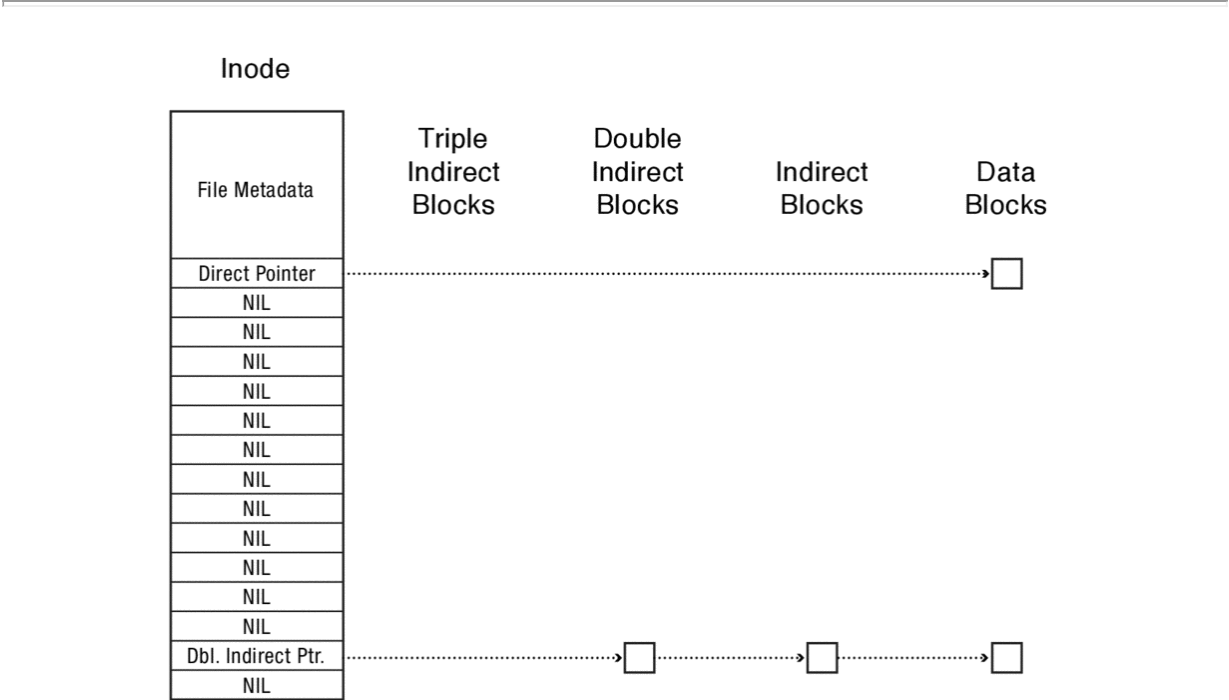 Inode
Triple
Indirect
Blocks
Double
Indirect
Blocks
Indirect
Blocks
Data
Blocks
File Metadata
Direct Pointer
NIL
NIL
NIL
NIL
NIL
NIL
NIL
NIL
NIL
NIL
NIL
NIL
Dbl. Indirect Ptr.
NIL